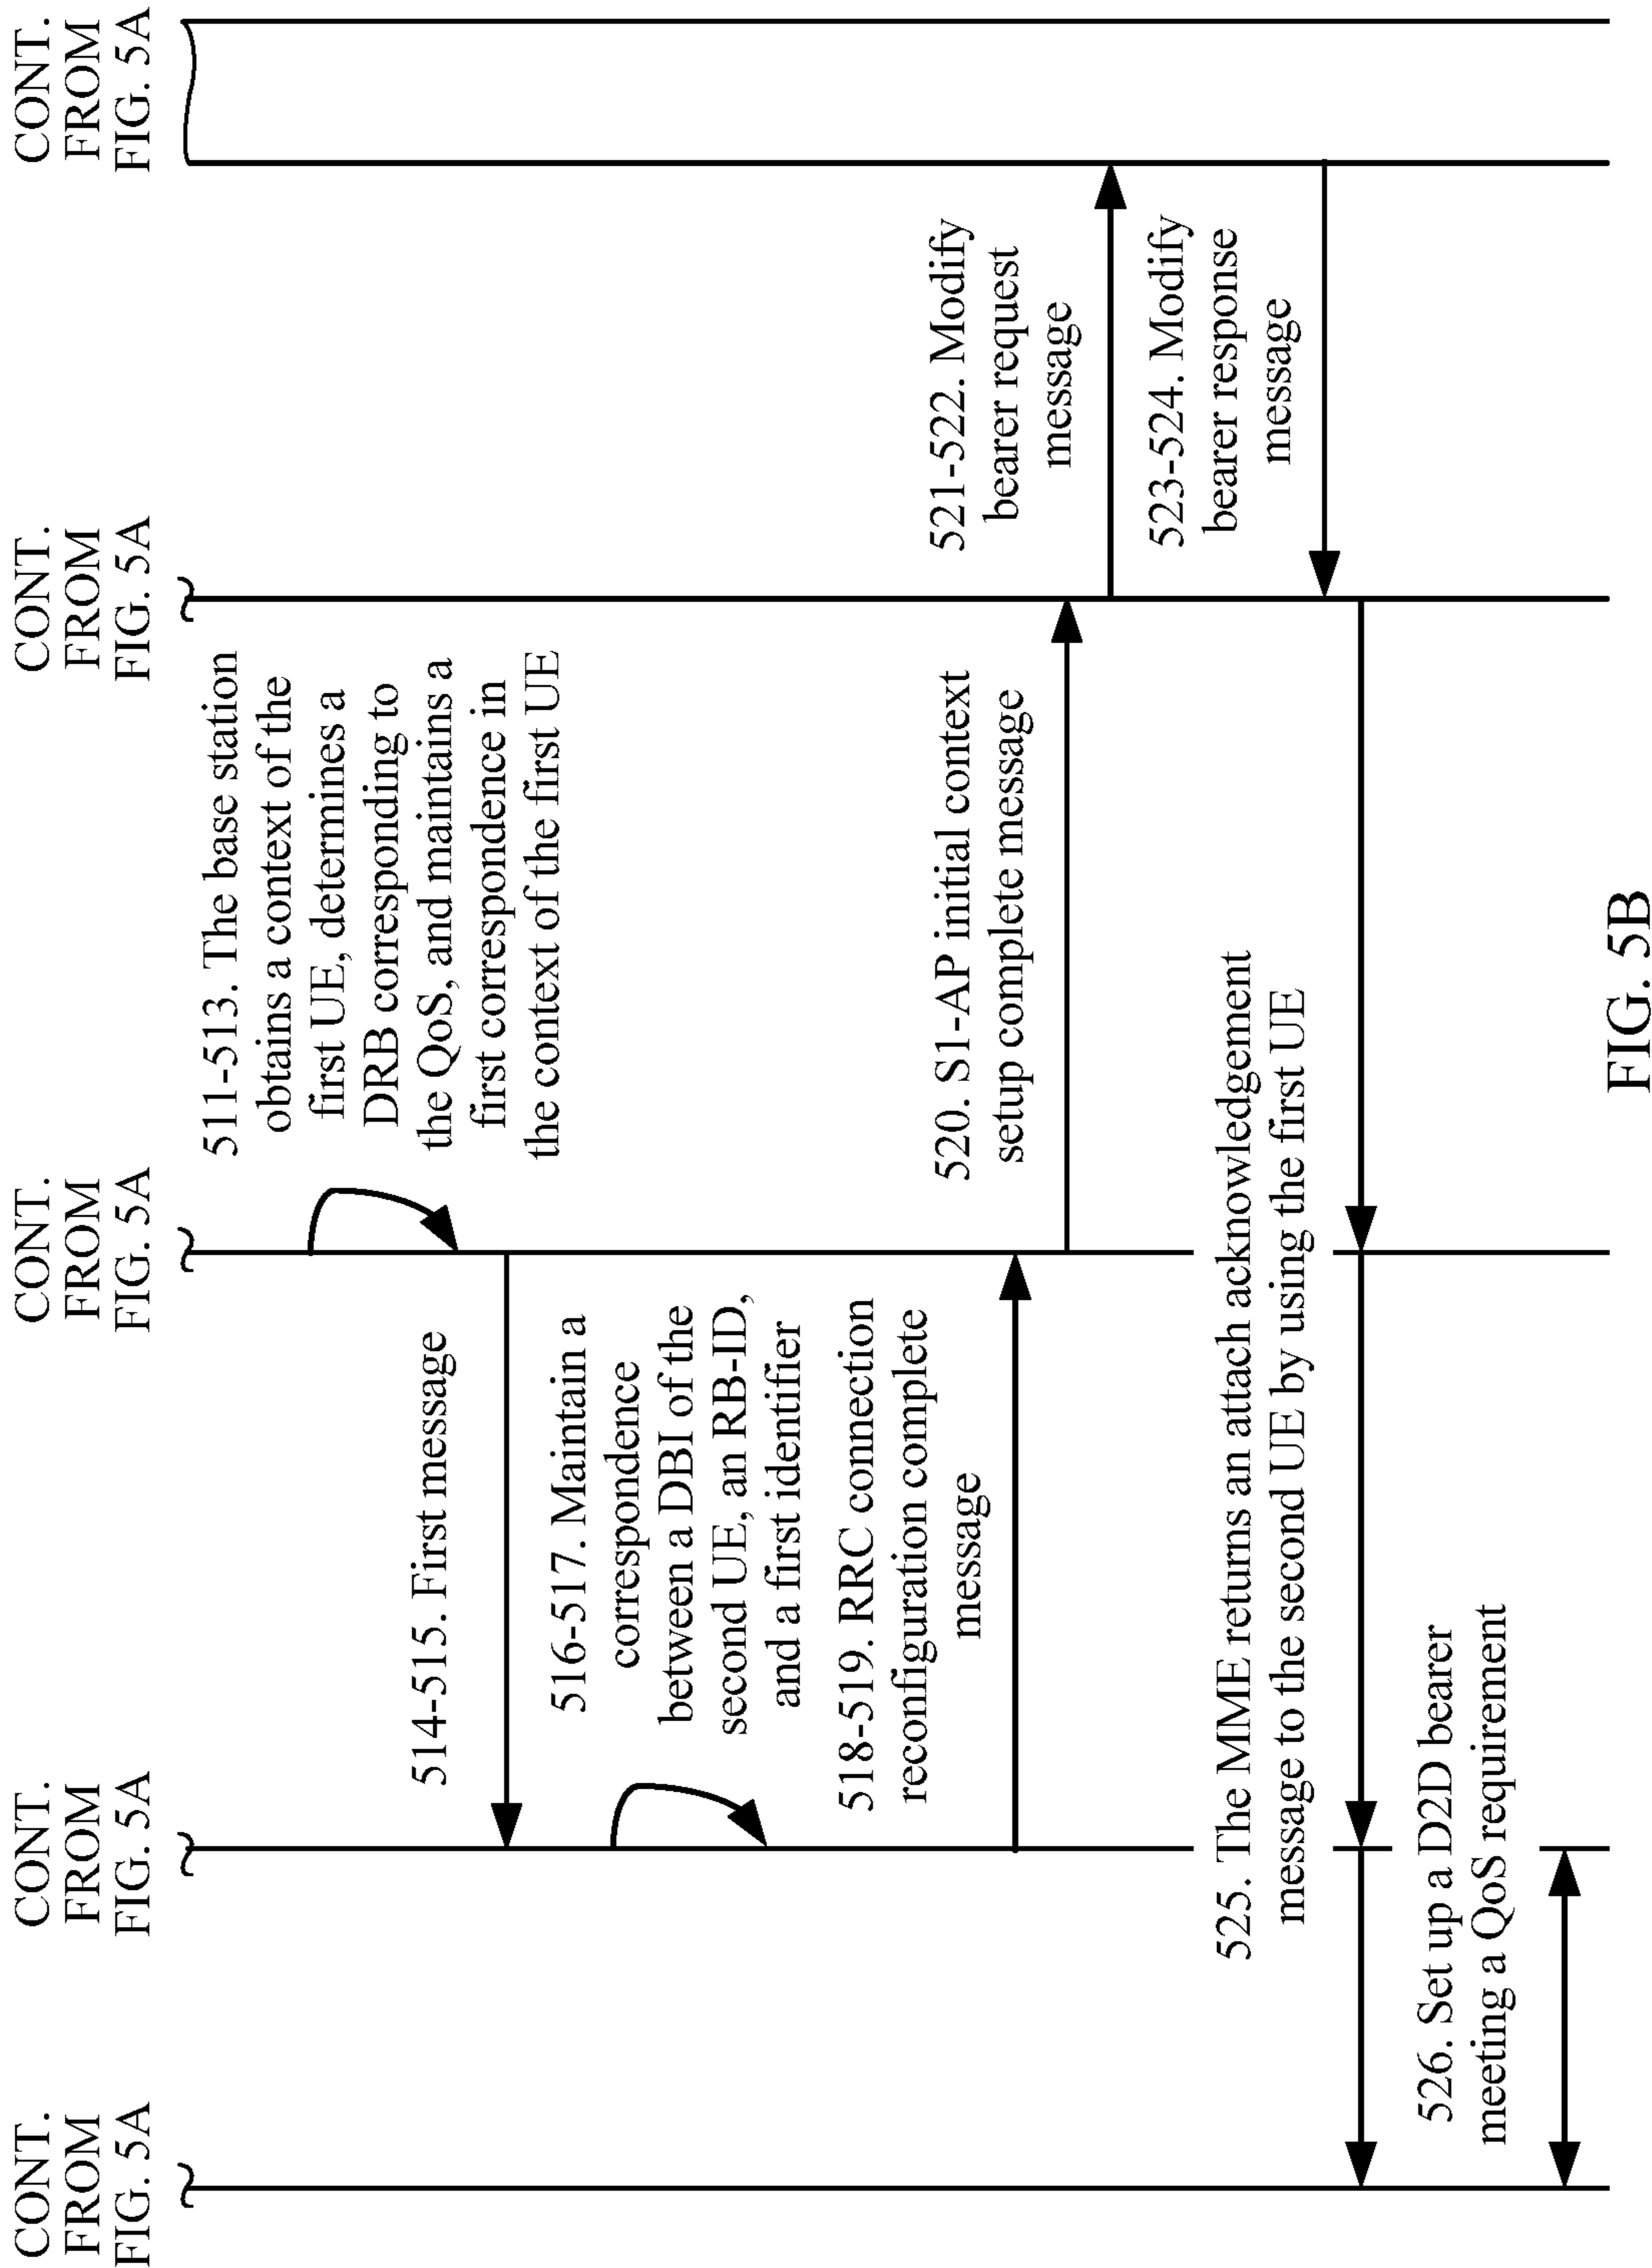 CONT.
FROM
FIG. 5A
CONT.
FROM
FIG. 5A
CONT.
FROM
FIG. 5A
CONT.
FROM
FIG. 5A
CONT.
FROM
FIG. 5A
511-513. The base station
obtains a context of the
first UE, determines a
DRB corresponding to
the QoS, and maintains a
first correspondence in
the context of the first UE
514-515. First message
516-517. Maintain a
correspondence
between a DBI of the
second UE, an RB-ID,
and a first identifier
518-519. RRC connection
reconfiguration complete
message
520. S1-AP initial context
setup complete message
521-522. Modify
bearer request
message
523-524. Modify
bearer response
message
525. The MME returns an attach acknowledgement
message to the second UE by using the first UE
526. Set up a D2D bearer
meeting a QoS requirement
FIG. 5B